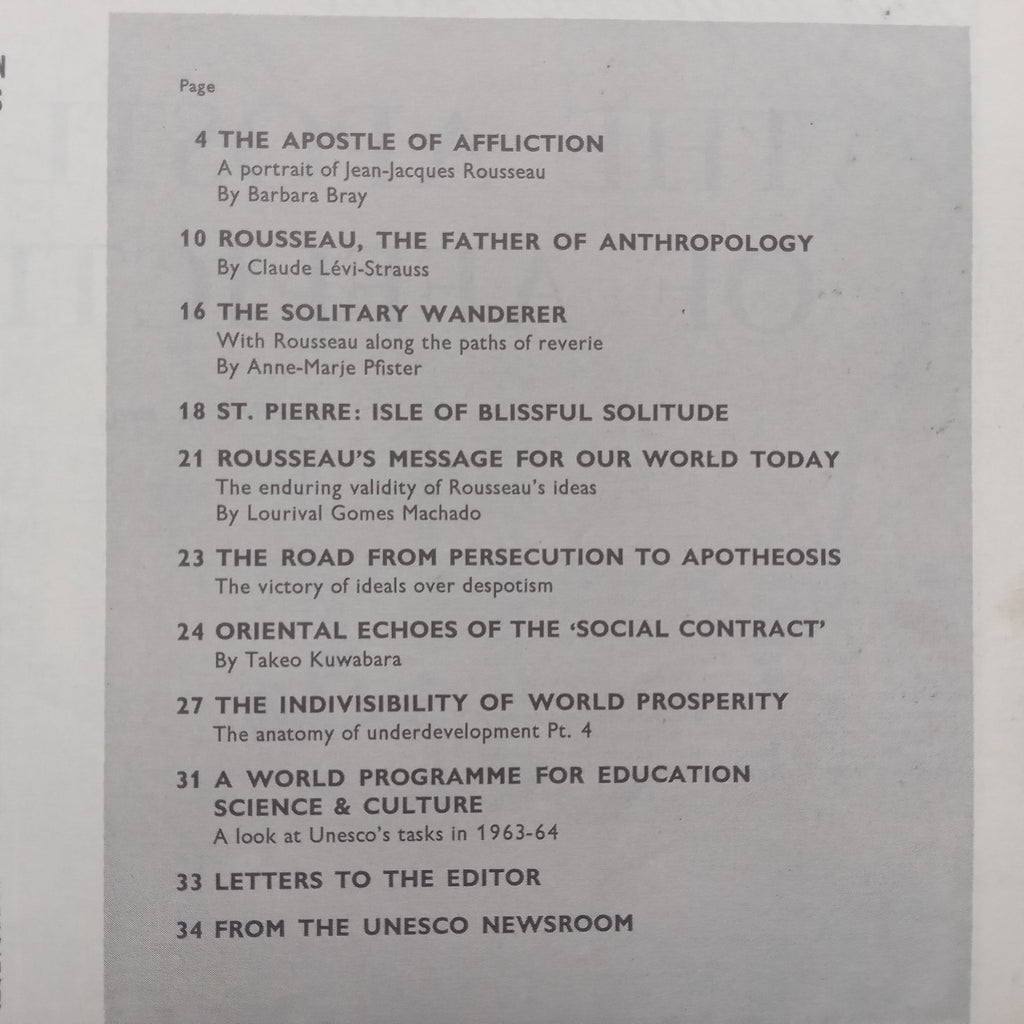 Page
4 THE APOSTLE OF AFFLICTION
A portrait of Jean-Jacques Rousseau
By Barbara Bray
10 ROUSSEAU, THE FATHER OF ANTHROPOLOGY
By Claude Lévi-Strauss
16 THE SOLITARY WANDERER
With Rousseau along the paths of reverie
By Anne-Marie Pfister
18 ST. PIERRE: ISLE OF BLISSFUL SOLITUDE
21 ROUSSEAU'S MESSAGE FOR OUR WORLD TODAY
The enduring validity of Rousseau's ideas
By Lourival Gomes Machado
23 THE ROAD FROM PERSECUTION TO APOTHEOSIS
The victory of ideals over despotism
24 ORIENTAL ECHOES OF THE ‘SOCIAL CONTRACT’
By Takeo Kuwabara
27 THE INDIVISIBILITY OF WORLD PROSPERITY
The anatomy of underdevelopment Pt. 4
31 A WORLD PROGRAMME FOR EDUCATION
SCIENCE & CULTURE
A look at Unesco's tasks in 1963-64
33 LETTERS TO THE EDITOR
34 FROM THE UNESCO NEWSROOM